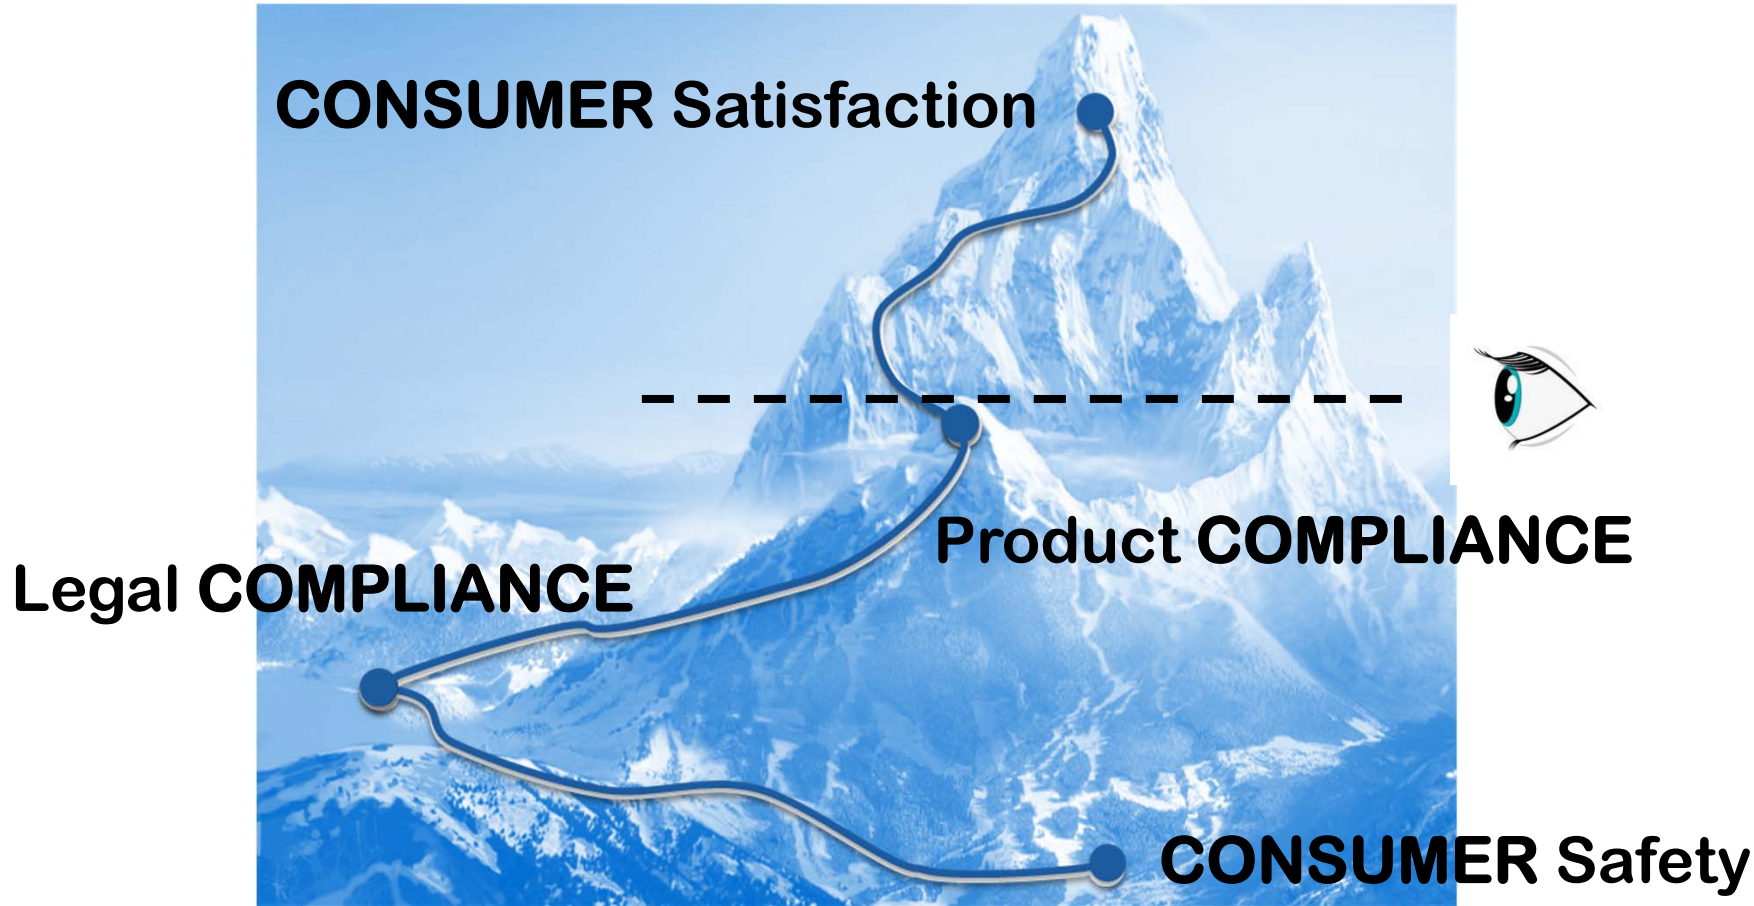 CONSUMER Satisfaction
Product COMPLIANCE
Legal COMPLIANCE
CONSUMER Safety